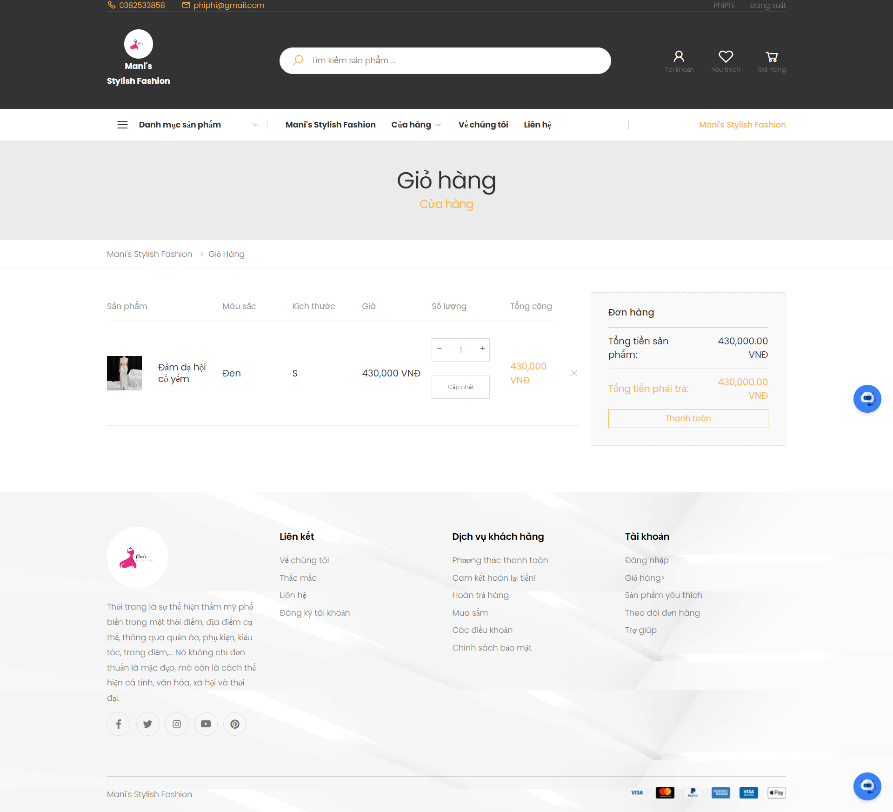 0382533858 phiphi@gmail.com PhiPhi Đăng xuất
Mani's
Stylish Fashion
Tìm kiếm sản phẩm ...
Tài khoản Yêu thích Giỏ hàng
Danh mục sản phẩm Mani's Stylish Fashion Cửa hàng Về chúng tôi Liên hệ Mani's Stylish Fashion
Giỏ hàng
Cửa hàng
Mani's Stylish Fashion > Giỏ Hàng
Sản phẩm Màu sắc Kích thước Giá Số lượng Tổng cộng
Đầm dạ hội
cổ yếm
Đen S 430,000 VNĐ
- 1 +
Cập nhật
430,000
VNĐ
Đơn hàng
Tổng tiền sản
phẩm:
430,000.00
VNĐ
Tổng tiền phải trả:
430,000.00
VNĐ
Thanh toán
Thời trang là sự thể hiện thẩm mỹ phổ
biến trong một thời điểm, địa điểm cụ
thể, thông qua quần áo, phụ kiện, kiểu
tóc, trang điểm,... Nó không chỉ đơn
thuần là mặc đẹp, mà còn là cách thể
hiện cá tính, văn hóa, xã hội và thời
đại.
Liên kết
Về chúng tôi
Thắc mắc
Liên hệ
Đăng ký tài khoản
Dịch vụ khách hàng
Phương thức thanh toán
Cam kết hoàn lại tiền!
Hoàn trả hàng
Mua sắm
Các điều khoản
Chính sách bảo mật
Tài khoản
Đăng nhập
Giỏ hàng>
Sản phẩm yêu thích
Theo dõi đơn hàng
Trợ giúp
Mani's Stylish Fashion VISA PayPal VISA Apple Pay